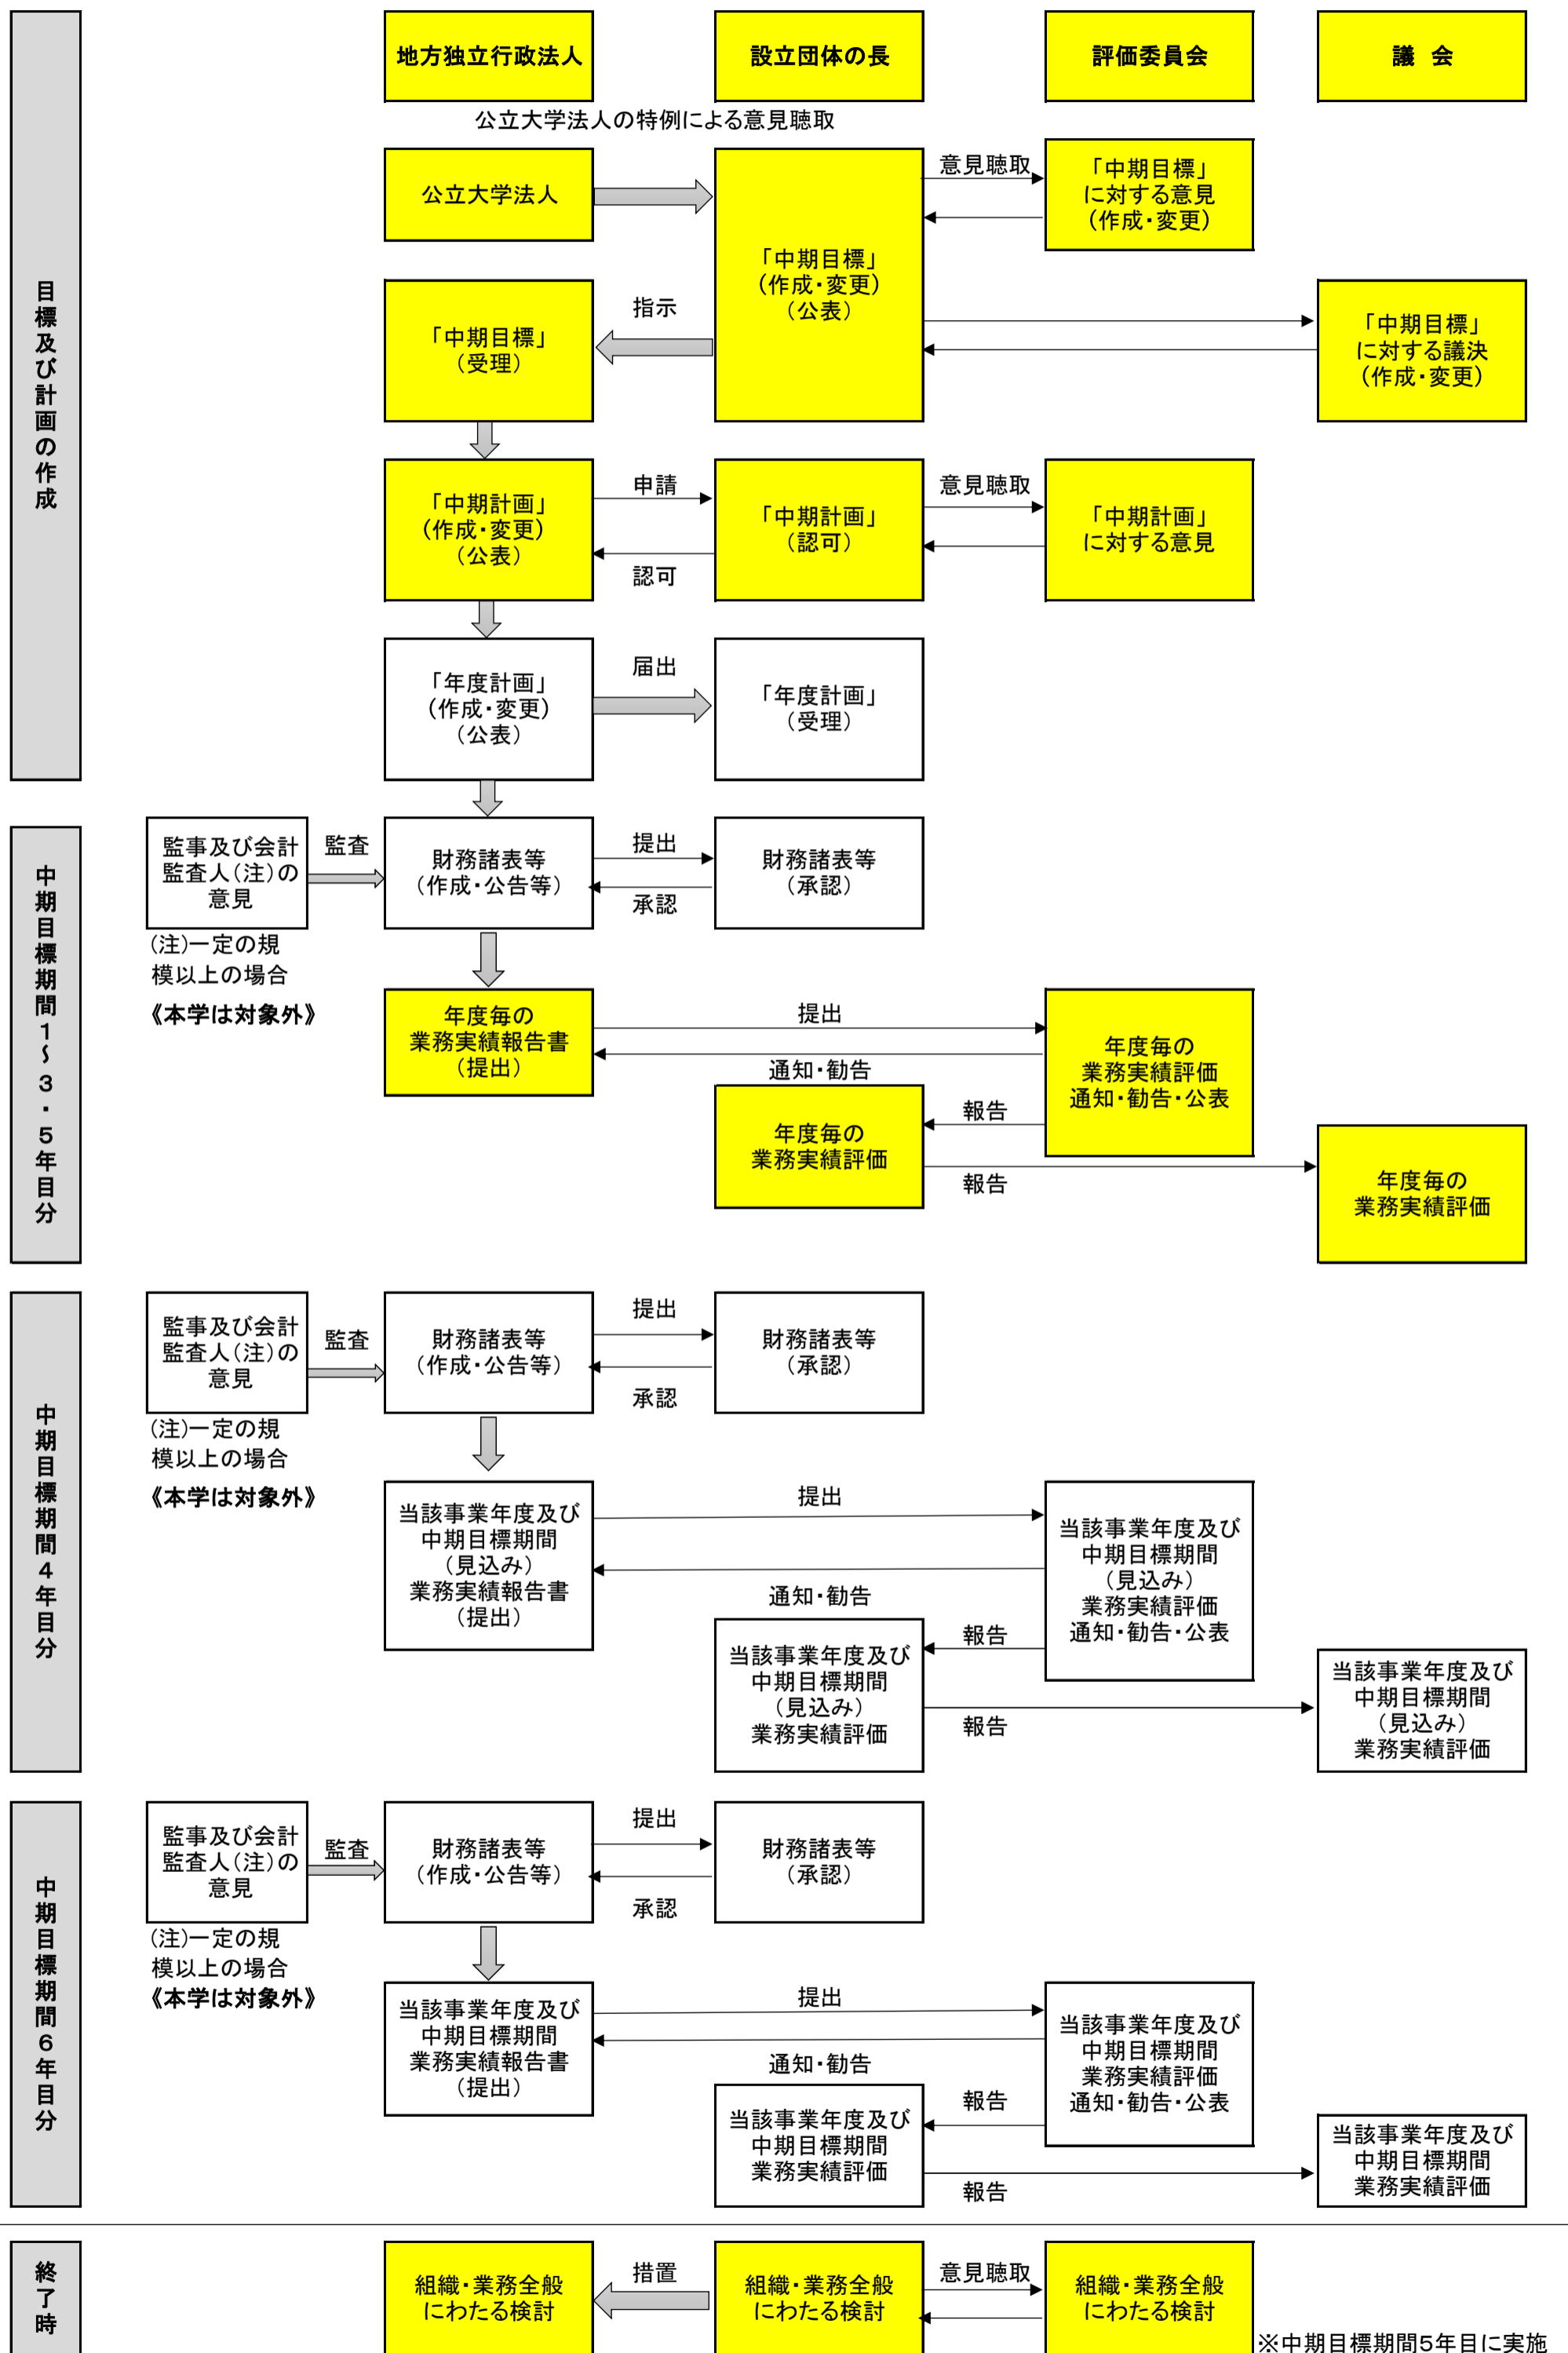 地方独立行政法人
設立団体の長
評価委員会
議　会
目標及び計画の作成
公立大学法人の特例による意見聴取
公立大学法人
「中期目標」
（作成・変更）
（公表）
意見聴取
「中期目標」
に対する意見
（作成・変更）
「中期目標」
（受理）
指示
「中期目標」
に対する議決
（作成・変更）
「中期計画」
（作成・変更）
（公表）
申請
認可
「中期計画」
（認可）
意見聴取
「中期計画」
に対する意見
「年度計画」
（作成・変更）
（公表）
届出
「年度計画」
（受理）
中期目標期間１～３・５年目分
監事及び会計
監査人（注）の
意見
監査
財務諸表等
（作成・公告等）
提出
承認
財務諸表等
（承認）
（注）一定の規
模以上の場合
《本学は対象外》
年度毎の
業務実績報告書
（提出）
提出
通知・勧告
年度毎の
業務実績評価
通知・勧告・公表
年度毎の
業務実績評価
報告
報告
年度毎の
業務実績評価
中期目標期間４年目分
監事及び会計
監査人（注）の
意見
監査
財務諸表等
（作成・公告等）
提出
承認
財務諸表等
（承認）
（注）一定の規
模以上の場合
《本学は対象外》
当該事業年度及び
中期目標期間
（見込み）
業務実績報告書
（提出）
提出
通知・勧告
当該事業年度及び
中期目標期間
（見込み）
業務実績評価
通知・勧告・公表
当該事業年度及び
中期目標期間
（見込み）
業務実績評価
報告
報告
当該事業年度及び
中期目標期間
（見込み）
業務実績評価
中期目標期間６年目分
監事及び会計
監査人（注）の
意見
監査
財務諸表等
（作成・公告等）
提出
承認
財務諸表等
（承認）
（注）一定の規
模以上の場合
《本学は対象外》
当該事業年度及び
中期目標期間
業務実績報告書
（提出）
提出
通知・勧告
当該事業年度及び
中期目標期間
業務実績評価
通知・勧告・公表
当該事業年度及び
中期目標期間
業務実績評価
報告
報告
当該事業年度及び
中期目標期間
業務実績評価
終了時
組織・業務全般
にわたる検討
措置
組織・業務全般
にわたる検討
意見聴取
組織・業務全般
にわたる検討
※中期目標期間５年目に実施